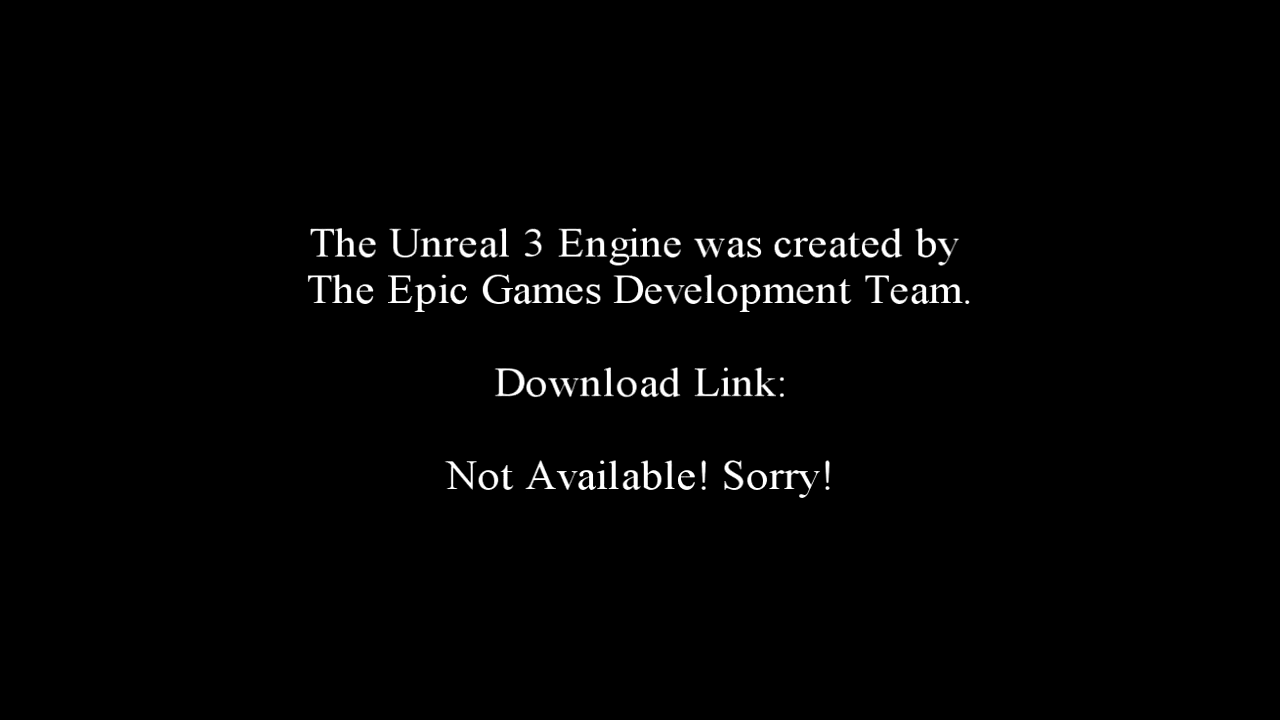 The Unreal 3 Engine was created by
The Epic Games Development Team.
Download Link:
Not Available! Sorry!